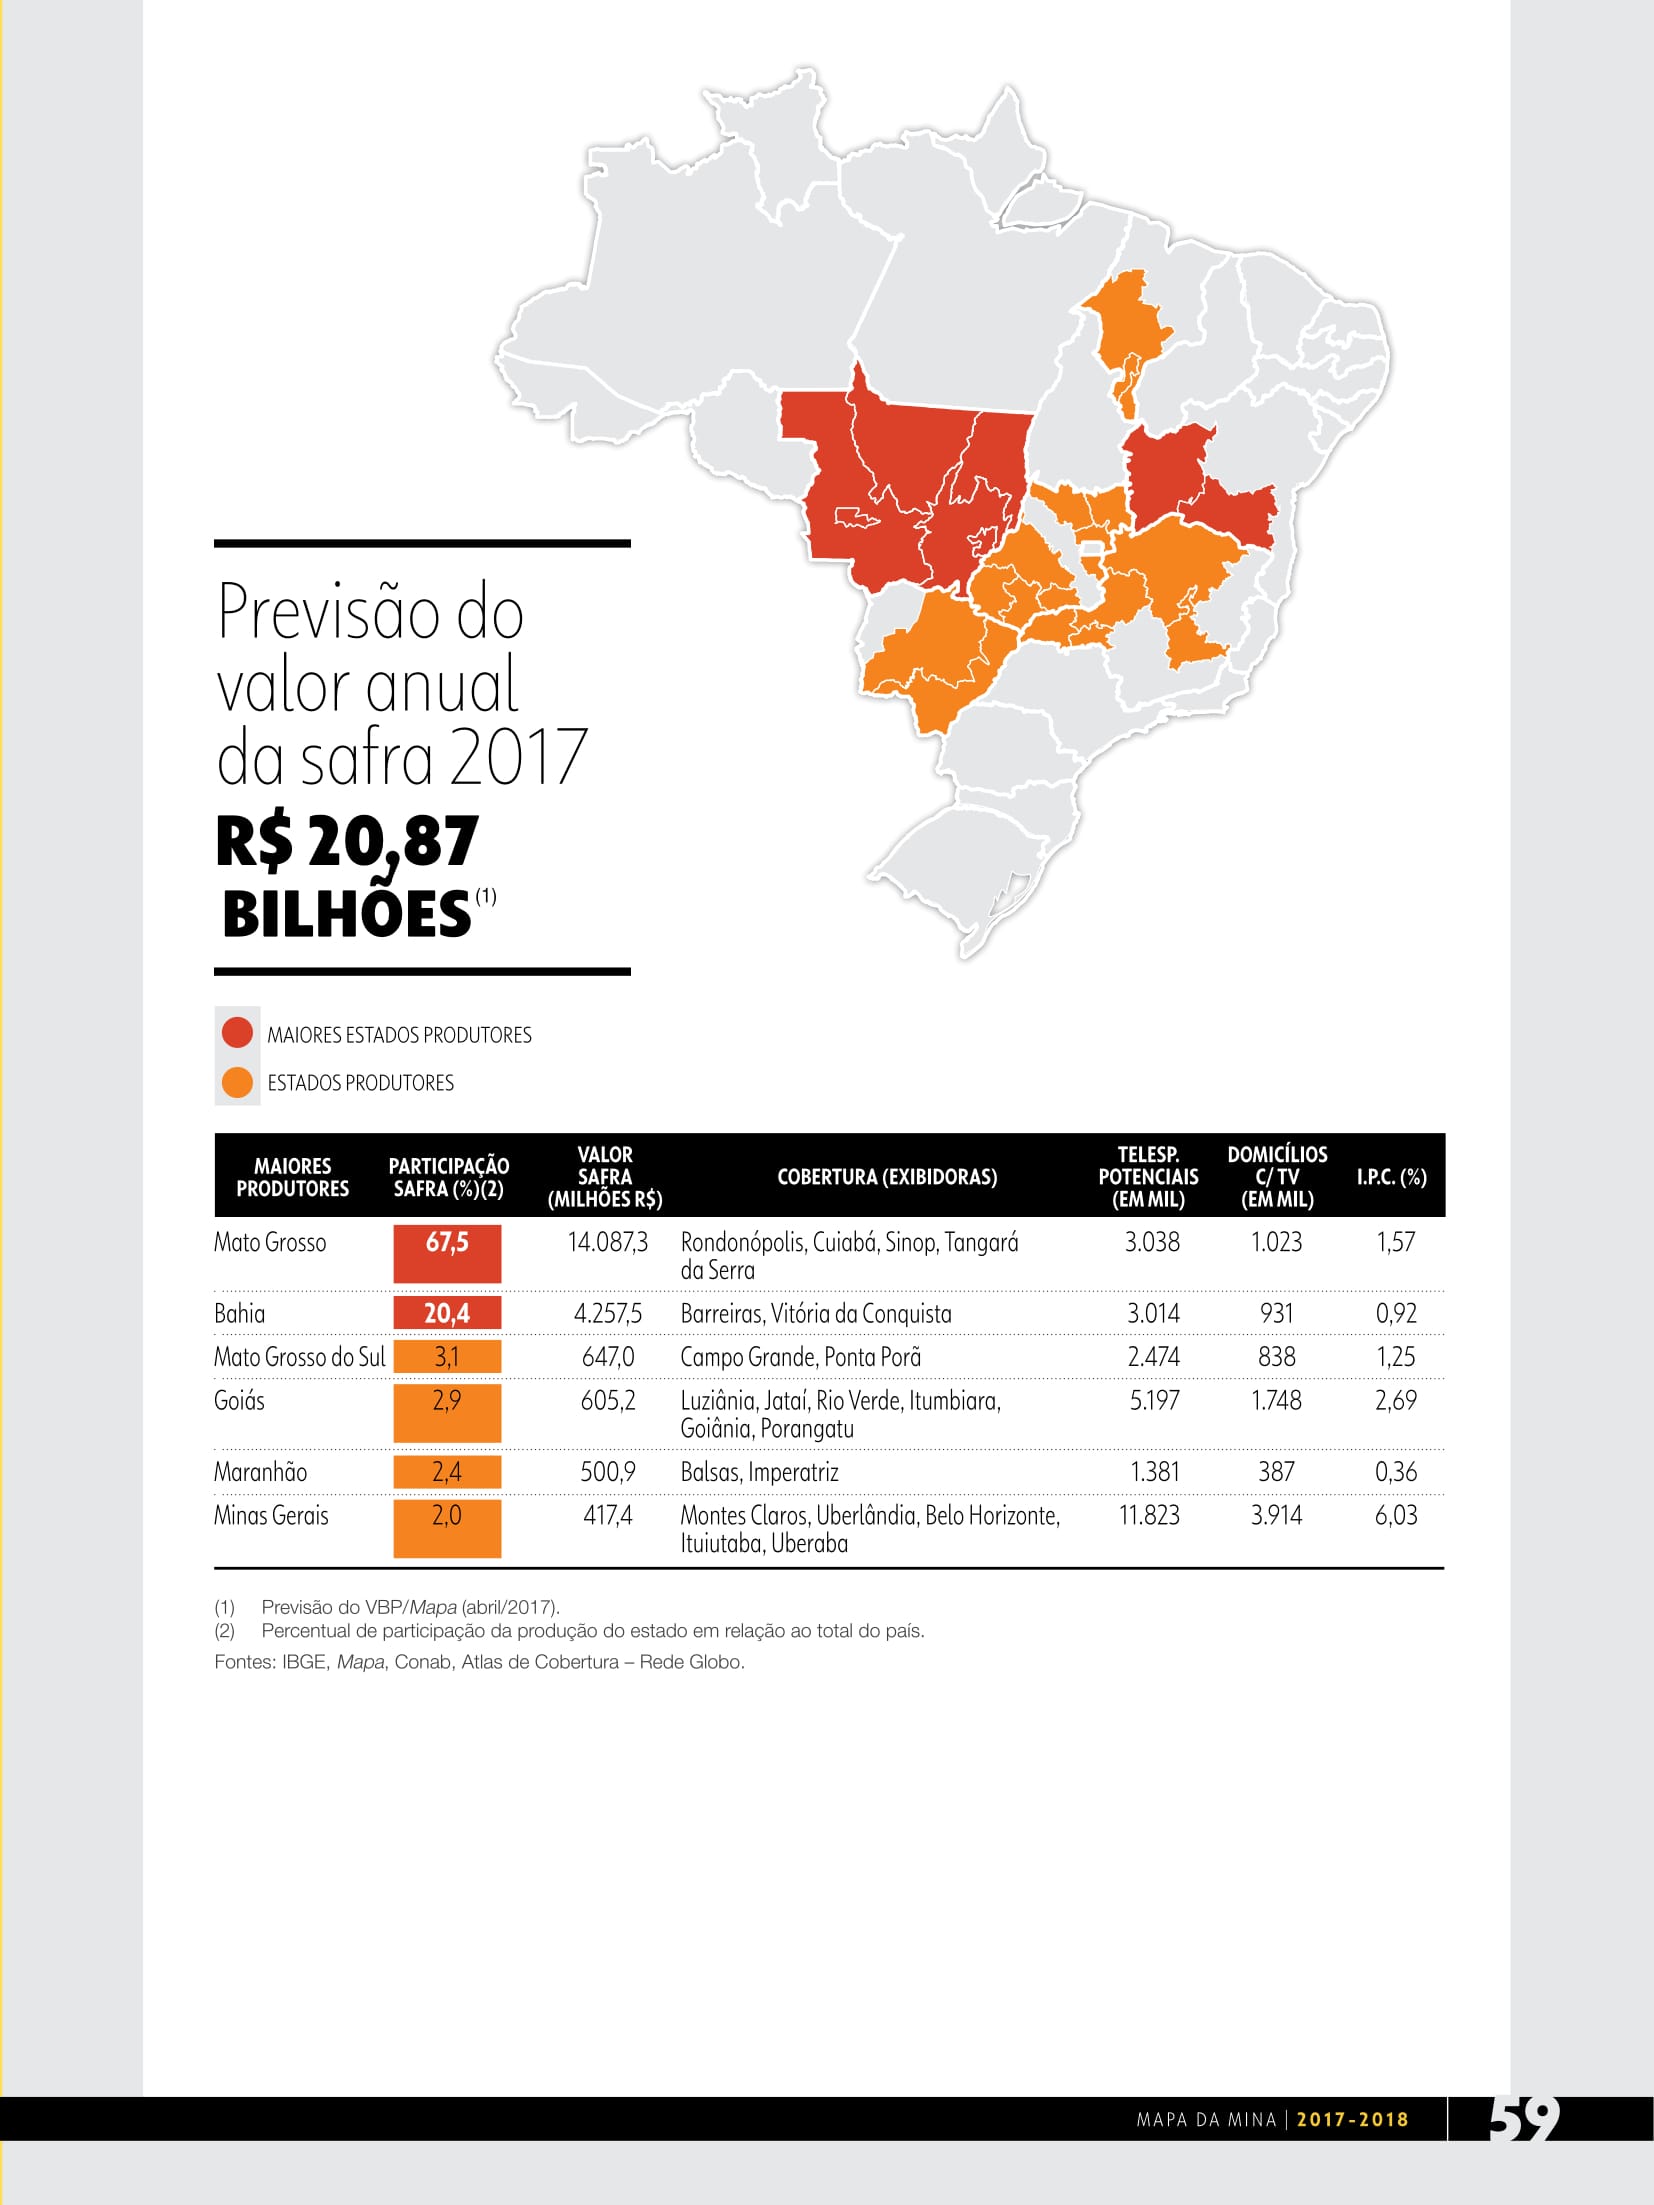 Previsão do
valor anual
da safra 2017
R$ 20,87
BILHÕES (1)
MAIORES ESTADOS PRODUTORES
ESTADOS PRODUTORES
MAIORES PRODUTORES PARTICIPAÇÃO SAFRA (%)(2) VALOR SAFRA (MILHÕES R$) COBERTURA (EXIBIDORAS) TELESP. POTENCIAIS (EM MIL) DOMICÍLIOS C/ TV (EM MIL) I.P.C. (%)
Mato Grosso 67,5 14.087,3 Rondonópolis, Cuiabá, Sinop, Tangará 3.038 1.023 1,57
da Serra
Bahia 20,4 4.257,5 Barreiras, Vitória da Conquista 3.014 931 0,92
Mato Grosso do Sul 3,1 647,0 Campo Grande, Ponta Porã 2.474 838 1,25
Goiás 2,9 605,2 Luziânia, Jataí, Rio Verde, Itumbiara, 5.197 1.748 2,69
Goiânia, Porangatu
Maranhão 2,4 500,9 Balsas, Imperatriz 1.381 387 0,36
Minas Gerais 2,0 417,4 Montes Claros, Uberlândia, Belo Horizonte, 11.823 3.914 6,03
Ituiutaba, Uberaba
(1) Previsão do VBP/Mapa (abril/2017).
(2) Percentual de participação da produção do estado em relação ao total do país.
Fontes: IBGE, Mapa, Conab, Atlas de Cobertura – Rede Globo.
MAPA DA MINA | 2017-2018 59